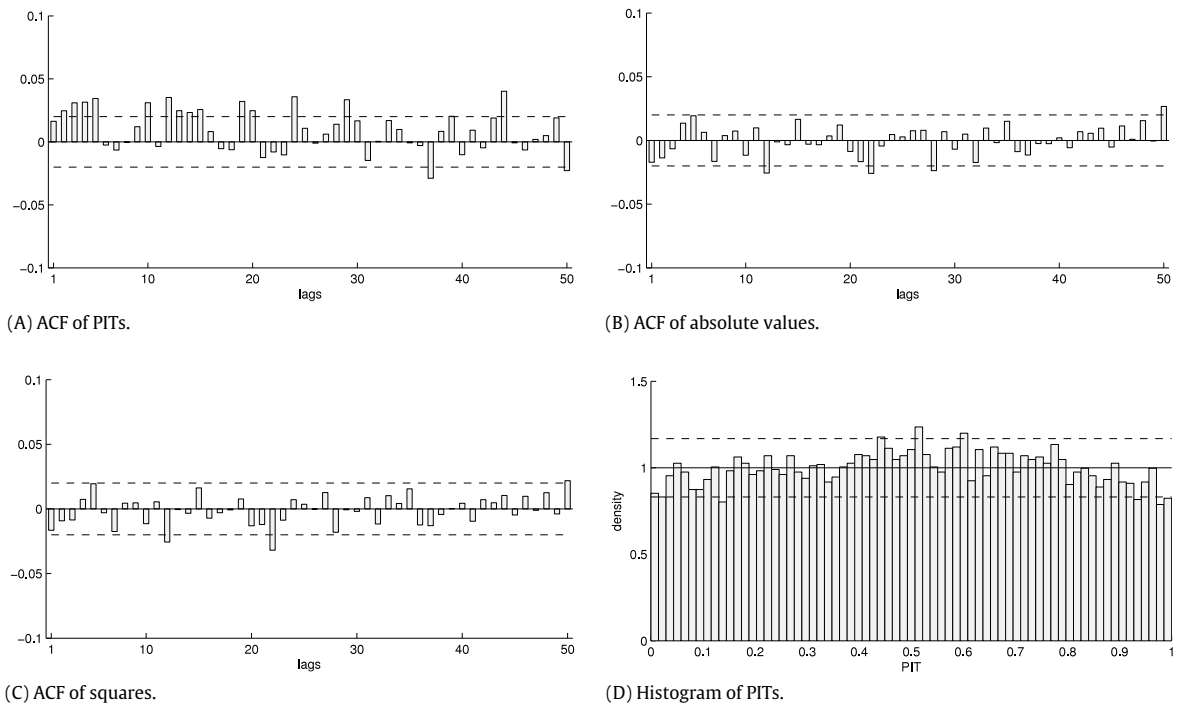 0.1
0.05
0
−0.05
−0.1
1 10 20 30 40 50
lags
(A) ACF of PITs.
0.1
0.05
0
−0.05
−0.1
1 10 20 30 40 50
lags
(B) ACF of absolute values.
0.1
0.05
0
−0.05
−0.1
1 10 20 30 40 50
lags
(C) ACF of squares.
1.5
1
0.5
0
density
0 0.1 0.2 0.3 0.4 0.5 0.6 0.7 0.8 0.9 1
PIT
(D) Histogram of PITs.